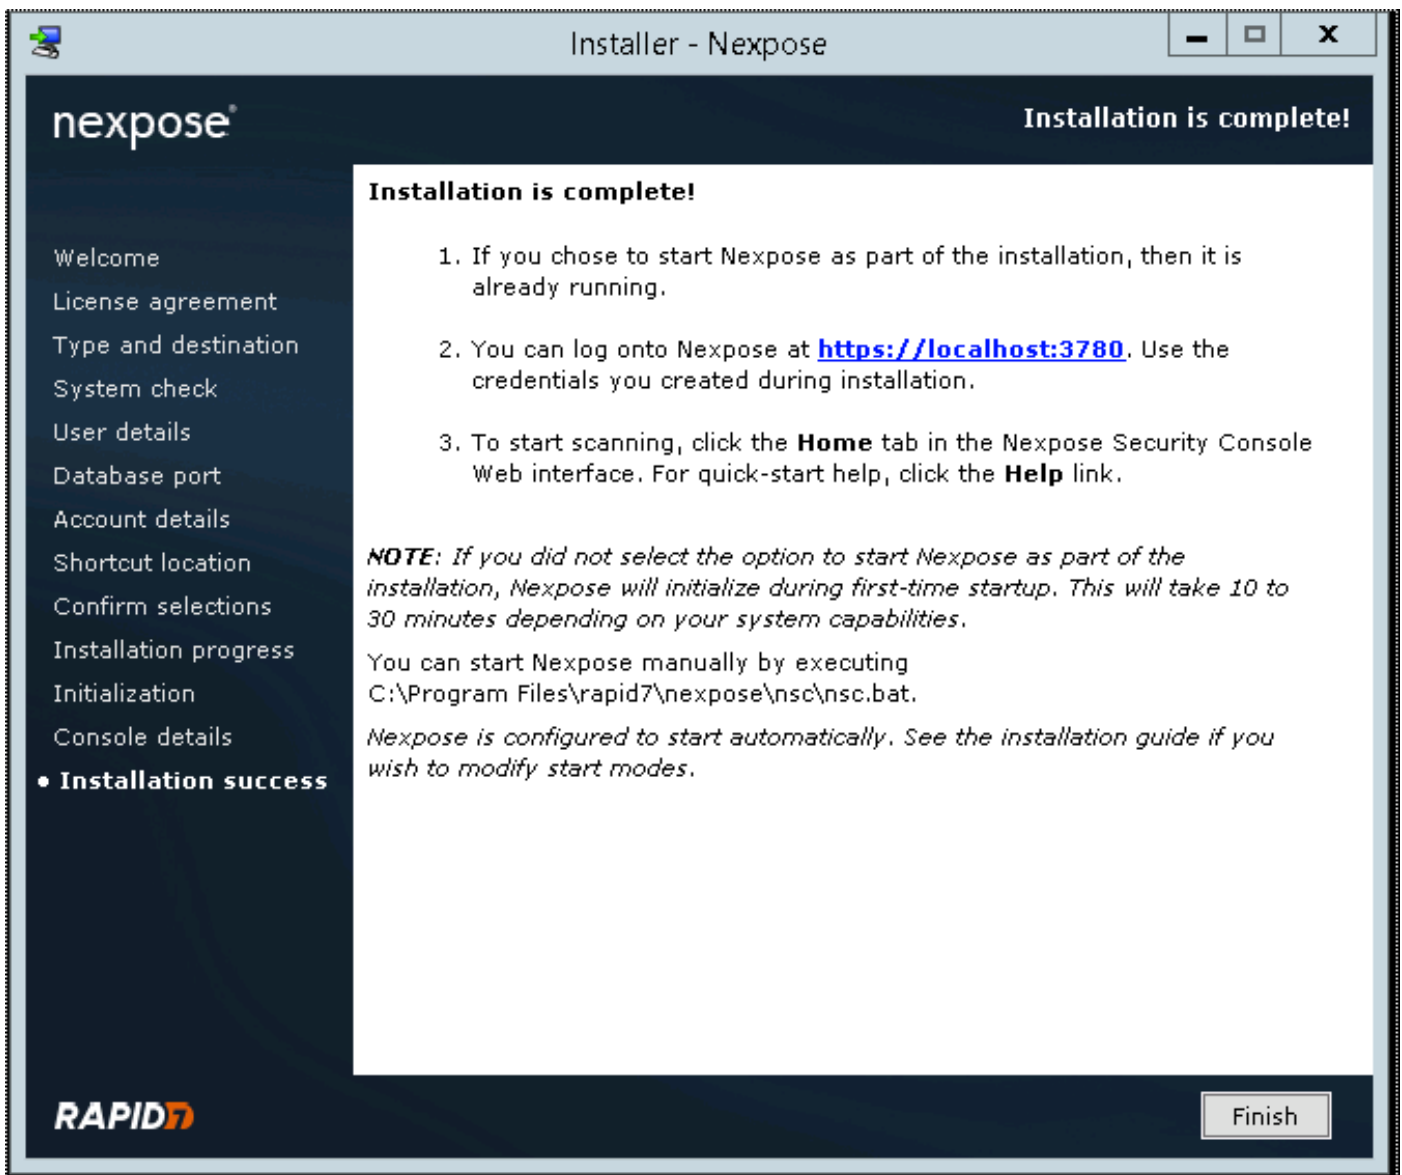 Installer - Nexpose
nexpose®
Installation is complete!
Welcome
License agreement
Type and destination
System check
User details
Database port
Account details
Shortcut location
Confirm selections
Installation progress
Initialization
Console details
• Installation success
Installation is complete!
1. If you chose to start Nexpose as part of the installation, then it is
already running.
2. You can log onto Nexpose at https://localhost:3780. Use the
credentials you created during installation.
3. To start scanning, click the Home tab in the Nexpose Security Console
Web interface. For quick-start help, click the Help link.
NOTE: If you did not select the option to start Nexpose as part of the
installation, Nexpose will initialize during first-time startup. This will take 10 to
30 minutes depending on your system capabilities.
You can start Nexpose manually by executing
C:\Program Files\rapid7\nexpose\nsc\nsc.bat.
Nexpose is configured to start automatically. See the installation guide if you
wish to modify start modes.
RAPID7
Finish